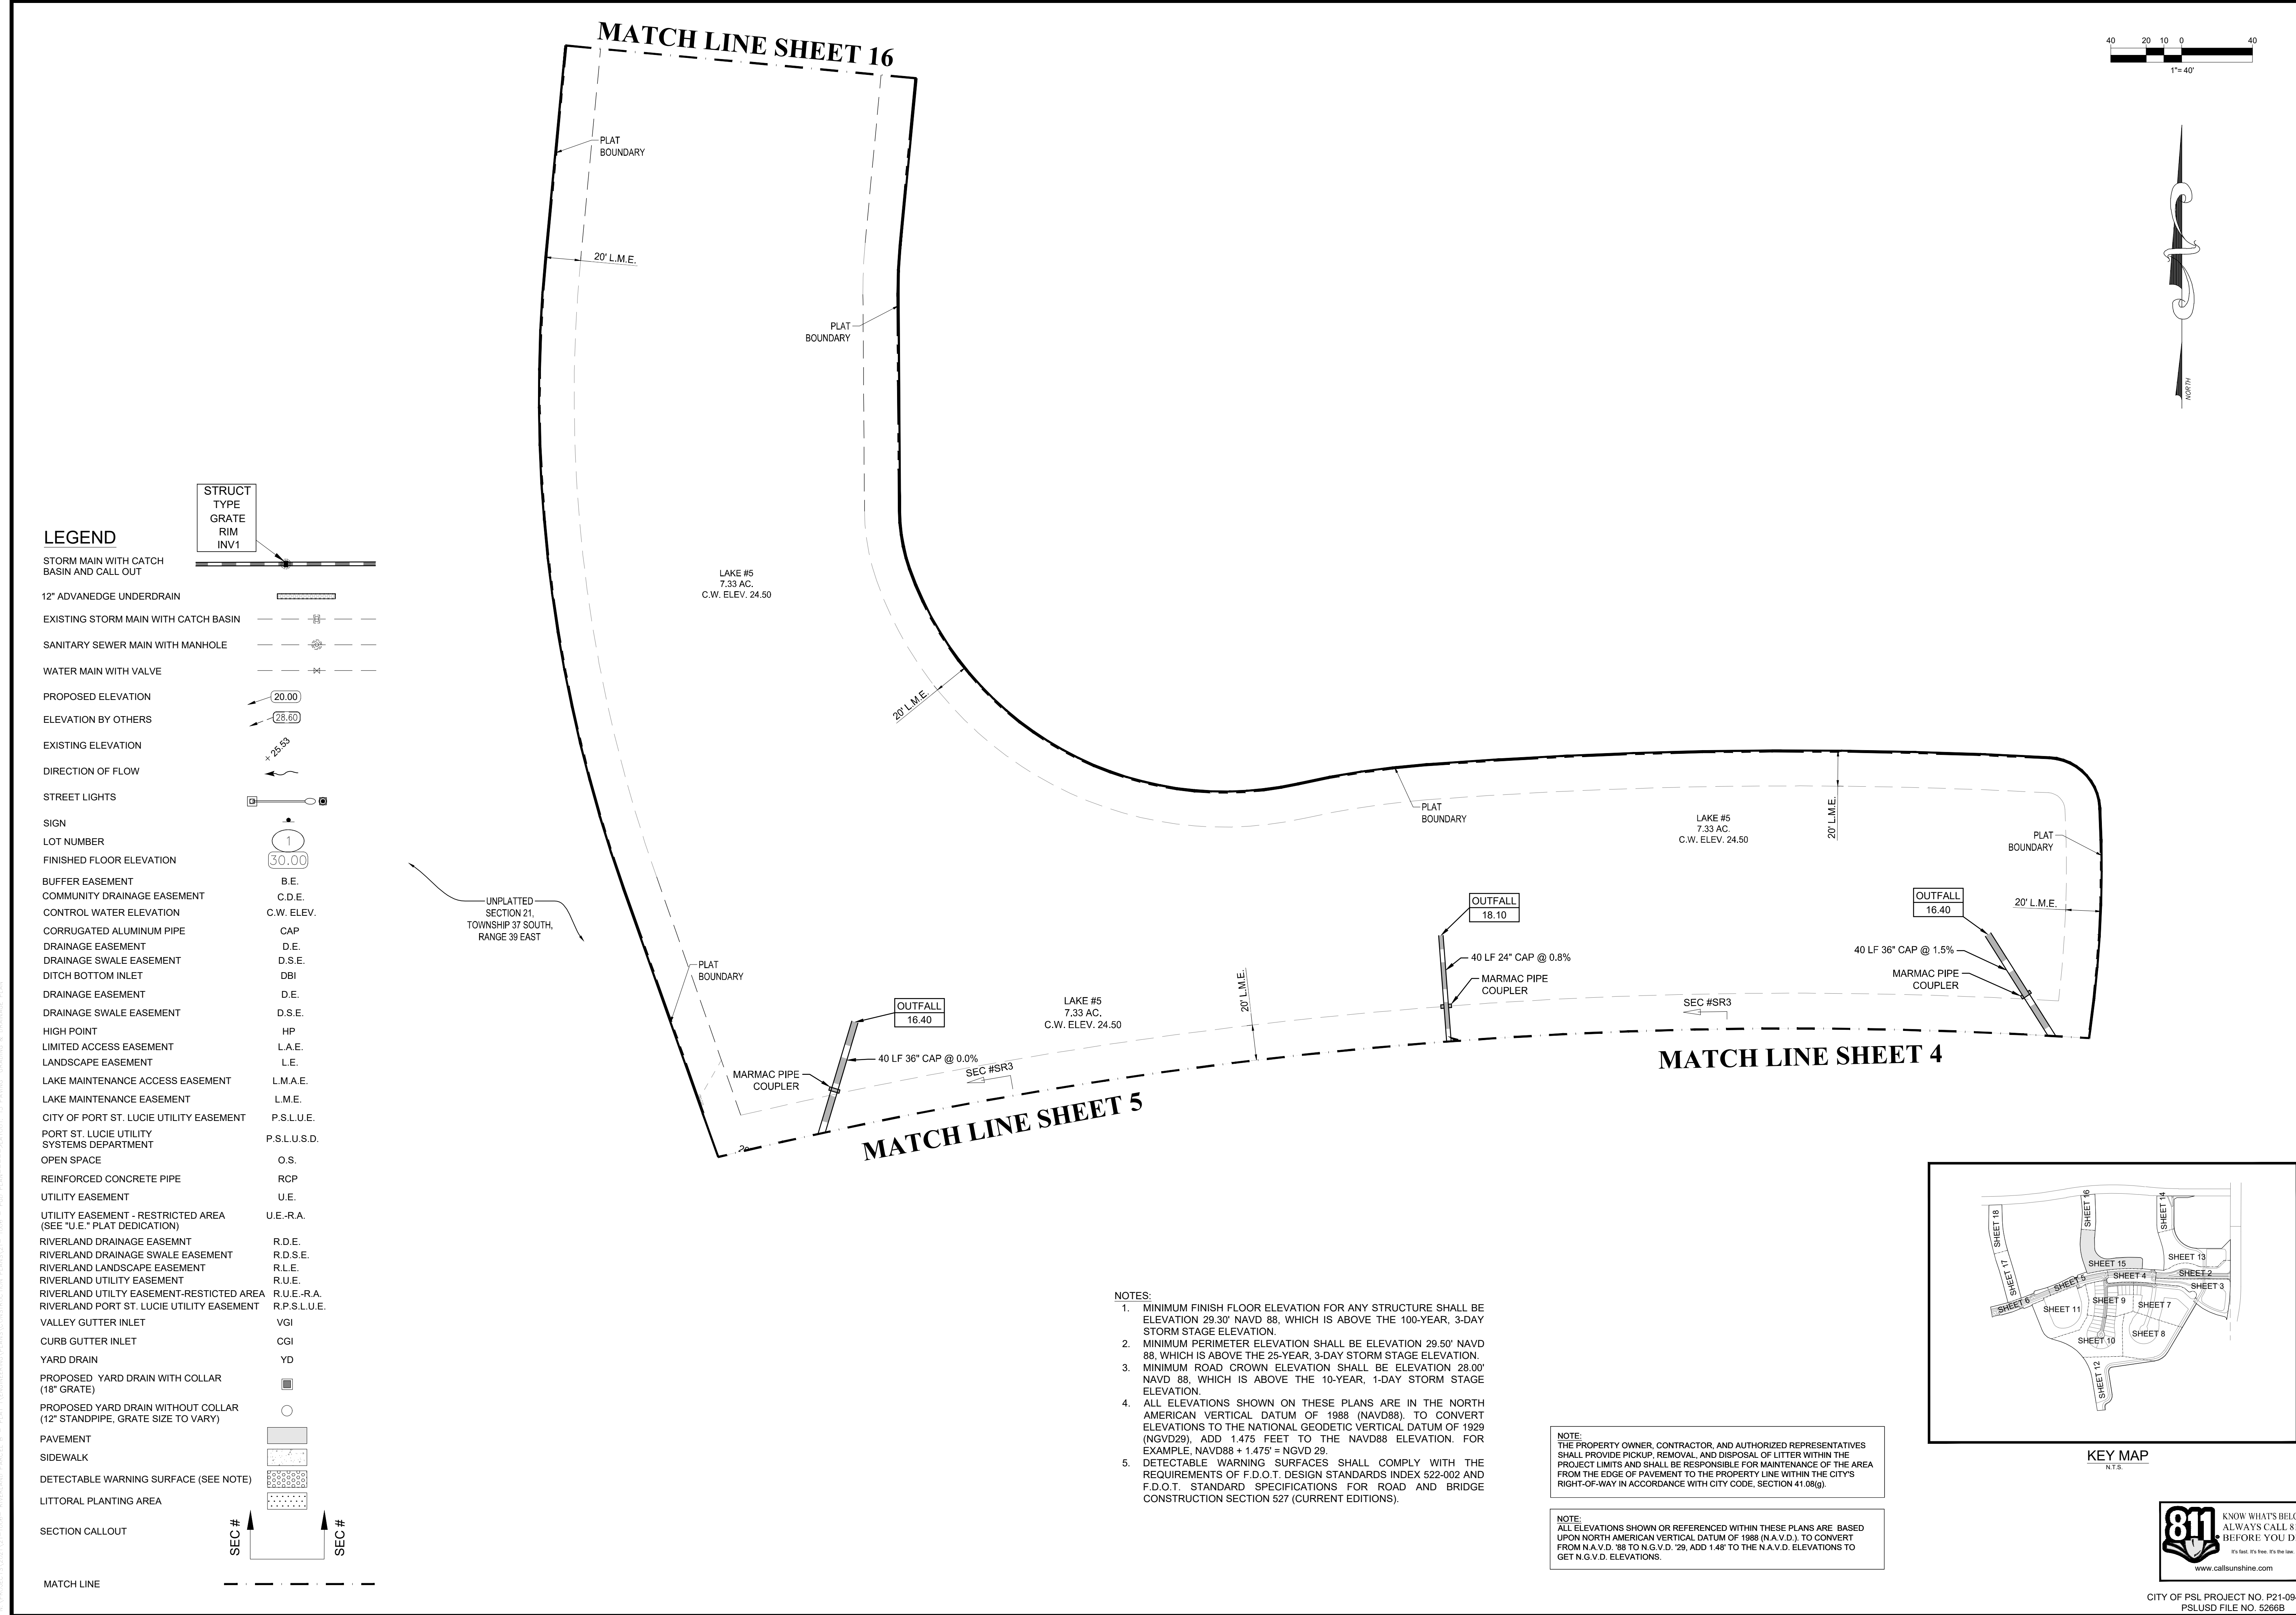 MATCH LINE SHEET 16
40 20 10 0 40
1"= 40'
NORTH
PLAT
BOUNDARY
20' L.M.E.
PLAT
BOUNDARY
LAKE #5
7.33 AC.
C.W. ELEV. 24.50
20' L.M.E.
PLAT
BOUNDARY
LAKE #5
7.33 AC.
C.W. ELEV. 24.50
20' L.M.E.
PLAT
BOUNDARY
20' L.M.E.
UNPLATTED
SECTION 21,
TOWNSHIP 37 SOUTH,
RANGE 39 EAST
PLAT
BOUNDARY
OUTFALL
16.40
40 LF 36" CAP @ 0.0%
MARMAC PIPE
COUPLER
LAKE #5
7.33 AC.
C.W. ELEV. 24.50
SEC #SR3
20' L.M.E.
OUTFALL
18.10
40 LF 24" CAP @ 0.8%
MARMAC PIPE
COUPLER
OUTFALL
16.40
40 LF 36" CAP @ 1.5%
MARMAC PIPE
COUPLER
SEC #SR3
MATCH LINE SHEET 5
MATCH LINE SHEET 4
LEGEND
STRUCT
TYPE
GRATE
RIM
INV1
STORM MAIN WITH CATCH
BASIN AND CALL OUT
12" ADVANEDGE UNDERDRAIN
EXISTING STORM MAIN WITH CATCH BASIN
SANITARY SEWER MAIN WITH MANHOLE
WATER MAIN WITH VALVE
PROPOSED ELEVATION 20.00
ELEVATION BY OTHERS 28.60
EXISTING ELEVATION × 25.53
DIRECTION OF FLOW
STREET LIGHTS
SIGN
LOT NUMBER 1
FINISHED FLOOR ELEVATION 30.00
BUFFER EASEMENT B.E.
COMMUNITY DRAINAGE EASEMENT C.D.E.
CONTROL WATER ELEVATION C.W. ELEV.
CORRUGATED ALUMINUM PIPE CAP
DRAINAGE EASEMENT D.E.
DRAINAGE SWALE EASEMENT D.S.E.
DITCH BOTTOM INLET DBI
DRAINAGE EASEMENT D.E.
DRAINAGE SWALE EASEMENT D.S.E.
HIGH POINT HP
LIMITED ACCESS EASEMENT L.A.E.
LANDSCAPE EASEMENT L.E.
LAKE MAINTENANCE ACCESS EASEMENT L.M.A.E.
LAKE MAINTENANCE EASEMENT L.M.E.
CITY OF PORT ST. LUCIE UTILITY EASEMENT P.S.L.U.E.
PORT ST. LUCIE UTILITY
SYSTEMS DEPARTMENT P.S.L.U.S.D.
OPEN SPACE O.S.
REINFORCED CONCRETE PIPE RCP
UTILITY EASEMENT U.E.
UTILITY EASEMENT - RESTRICTED AREA U.E.-R.A.
(SEE "U.E." PLAT DEDICATION)
RIVERLAND DRAINAGE EASEMNT R.D.E.
RIVERLAND DRAINAGE SWALE EASEMENT R.D.S.E.
RIVERLAND LANDSCAPE EASEMENT R.L.E.
RIVERLAND UTILITY EASEMENT R.U.E.
RIVERLAND UTILTY EASEMENT-RESTICTED AREA R.U.E.-R.A.
RIVERLAND PORT ST. LUCIE UTILITY EASEMENT R.P.S.L.U.E.
VALLEY GUTTER INLET VGI
CURB GUTTER INLET CGI
YARD DRAIN YD
PROPOSED YARD DRAIN WITH COLLAR
(18" GRATE)
PROPOSED YARD DRAIN WITHOUT COLLAR
(12" STANDPIPE, GRATE SIZE TO VARY)
PAVEMENT
SIDEWALK
DETECTABLE WARNING SURFACE (SEE NOTE)
LITTORAL PLANTING AREA
SECTION CALLOUT SEC # SEC #
MATCH LINE
NOTES:
1. MINIMUM FINISH FLOOR ELEVATION FOR ANY STRUCTURE SHALL BE
ELEVATION 29.30' NAVD 88, WHICH IS ABOVE THE 100-YEAR, 3-DAY
STORM STAGE ELEVATION.
2. MINIMUM PERIMETER ELEVATION SHALL BE ELEVATION 29.50' NAVD
88, WHICH IS ABOVE THE 25-YEAR, 3-DAY STORM STAGE ELEVATION.
3. MINIMUM ROAD CROWN ELEVATION SHALL BE ELEVATION 28.00'
NAVD 88, WHICH IS ABOVE THE 10-YEAR, 1-DAY STORM STAGE
ELEVATION.
4. ALL ELEVATIONS SHOWN ON THESE PLANS ARE IN THE NORTH
AMERICAN VERTICAL DATUM OF 1988 (NAVD88). TO CONVERT
ELEVATIONS TO THE NATIONAL GEODETIC VERTICAL DATUM OF 1929
(NGVD29), ADD 1.475 FEET TO THE NAVD88 ELEVATION. FOR
EXAMPLE, NAVD88 + 1.475' = NGVD 29.
5. DETECTABLE WARNING SURFACES SHALL COMPLY WITH THE
REQUIREMENTS OF F.D.O.T. DESIGN STANDARDS INDEX 522-002 AND
F.D.O.T. STANDARD SPECIFICATIONS FOR ROAD AND BRIDGE
CONSTRUCTION SECTION 527 (CURRENT EDITIONS).
NOTE:
THE PROPERTY OWNER, CONTRACTOR, AND AUTHORIZED REPRESENTATIVES
SHALL PROVIDE PICKUP, REMOVAL, AND DISPOSAL OF LITTER WITHIN THE
PROJECT LIMITS AND SHALL BE RESPONSIBLE FOR MAINTENANCE OF THE AREA
FROM THE EDGE OF PAVEMENT TO THE PROPERTY LINE WITHIN THE CITY'S
RIGHT-OF-WAY IN ACCORDANCE WITH CITY CODE, SECTION 41.08(g).
NOTE:
ALL ELEVATIONS SHOWN OR REFERENCED WITHIN THESE PLANS ARE BASED
UPON NORTH AMERICAN VERTICAL DATUM OF 1988 (N.A.V.D.). TO CONVERT
FROM N.A.V.D. '88 TO N.G.V.D. '29, ADD 1.48' TO THE N.A.V.D. ELEVATIONS TO
GET N.G.V.D. ELEVATIONS.
SHEET 18
SHEET 16
SHEET 14
SHEET 17
SHEET 13
SHEET 15
SHEET 5
SHEET 4
SHEET 2
SHEET 3
SHEET 6
SHEET 11
SHEET 9
SHEET 7
SHEET 10
SHEET 8
SHEET 12
KEY MAP
N.T.S.
811
KNOW WHAT'S BELO
ALWAYS CALL 8
BEFORE YOU D
It's fast. It's free. It's the law
www.callsunshine.com
CITY OF PSL PROJECT NO. P21-09
PSLUSD FILE NO. 5266B